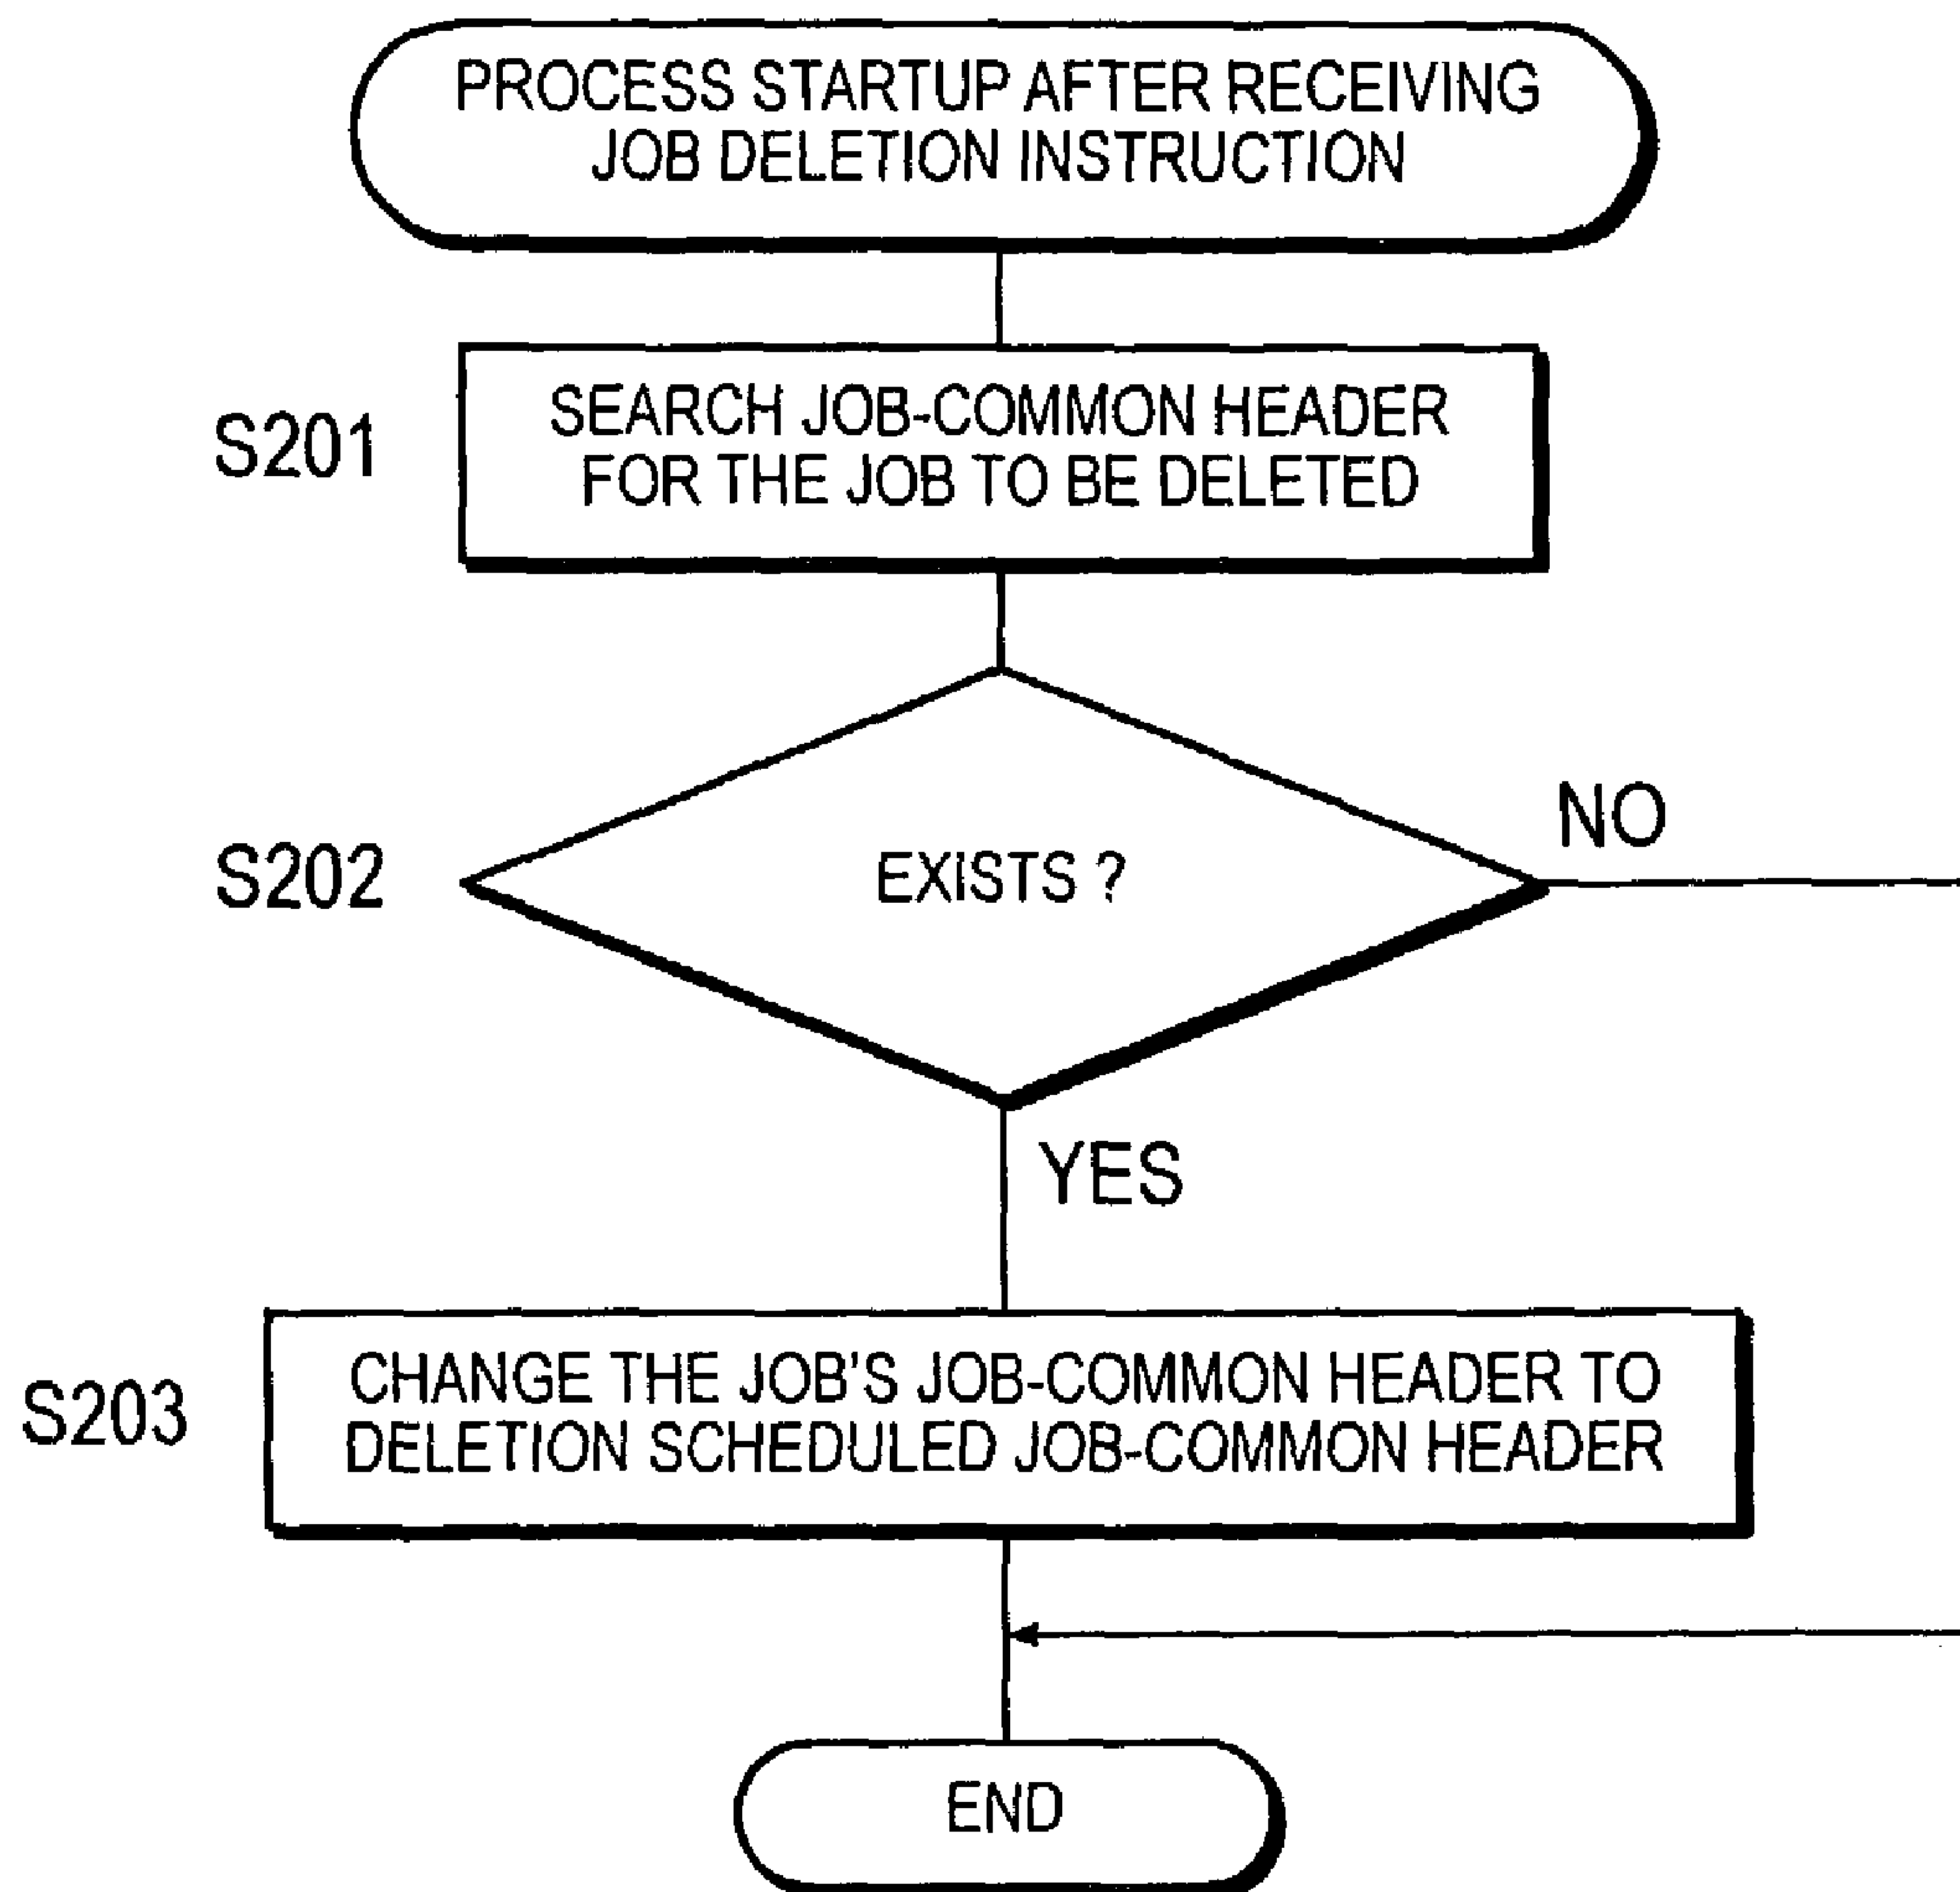 PROCESS STARTUP AFTER RECEIVING
JOB DELETION INSTRUCTION
S201
SEARCH JOB-COMMON HEADER
FOR THE JOB TO BE DELETED
S202
EXISTS ?
NO
YES
S203
CHANGE THE JOB'S JOB-COMMON HEADER TO
DELETION SCHEDULED JOB-COMMON HEADER
END